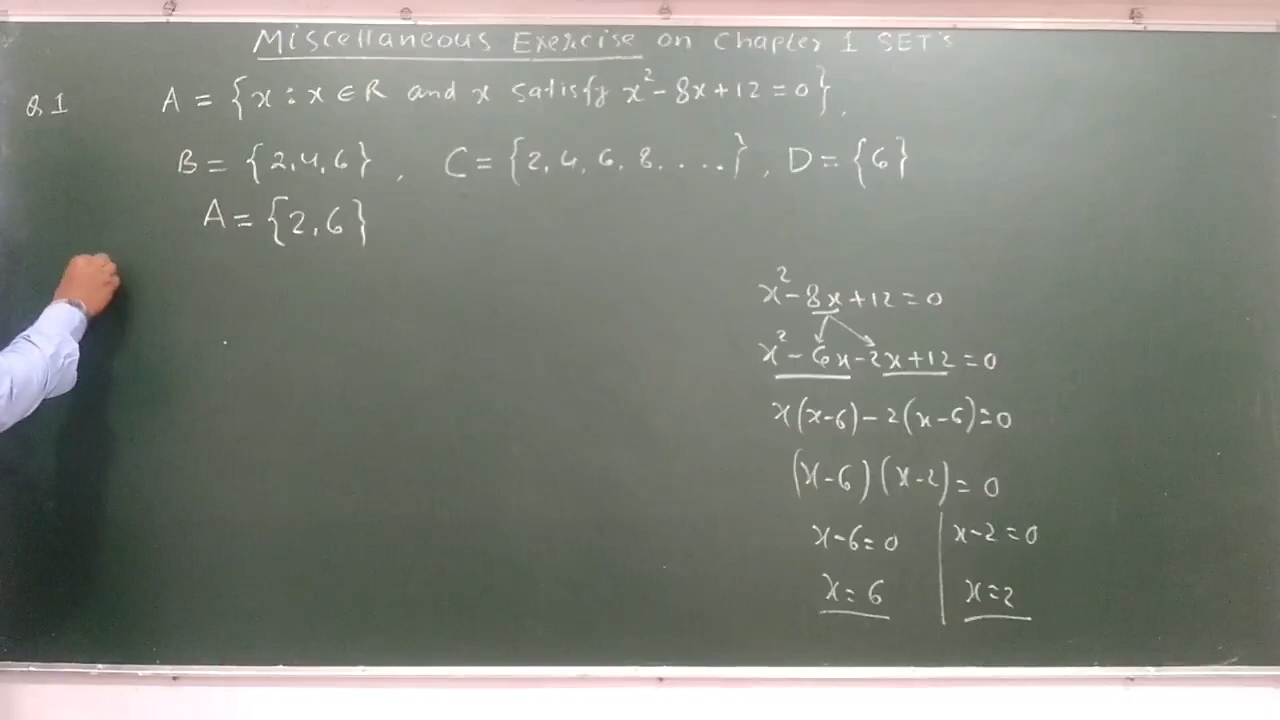 Miscellaneous Exercise on Chapter 1 SET's
Q1 A = {x : x ∈ R and x satisfy x² - 8x + 12 = 0},
B = {2, 4, 6}, C = {2, 4, 6, 8, ....}, D = {6}
A = {2, 6}
x² - 8x + 12 = 0
x² - 6x - 2x + 12 = 0
x(x-6) - 2(x-6) = 0
(x-6)(x-2) = 0
x-6=0 | x-2=0
x=6 | x=2